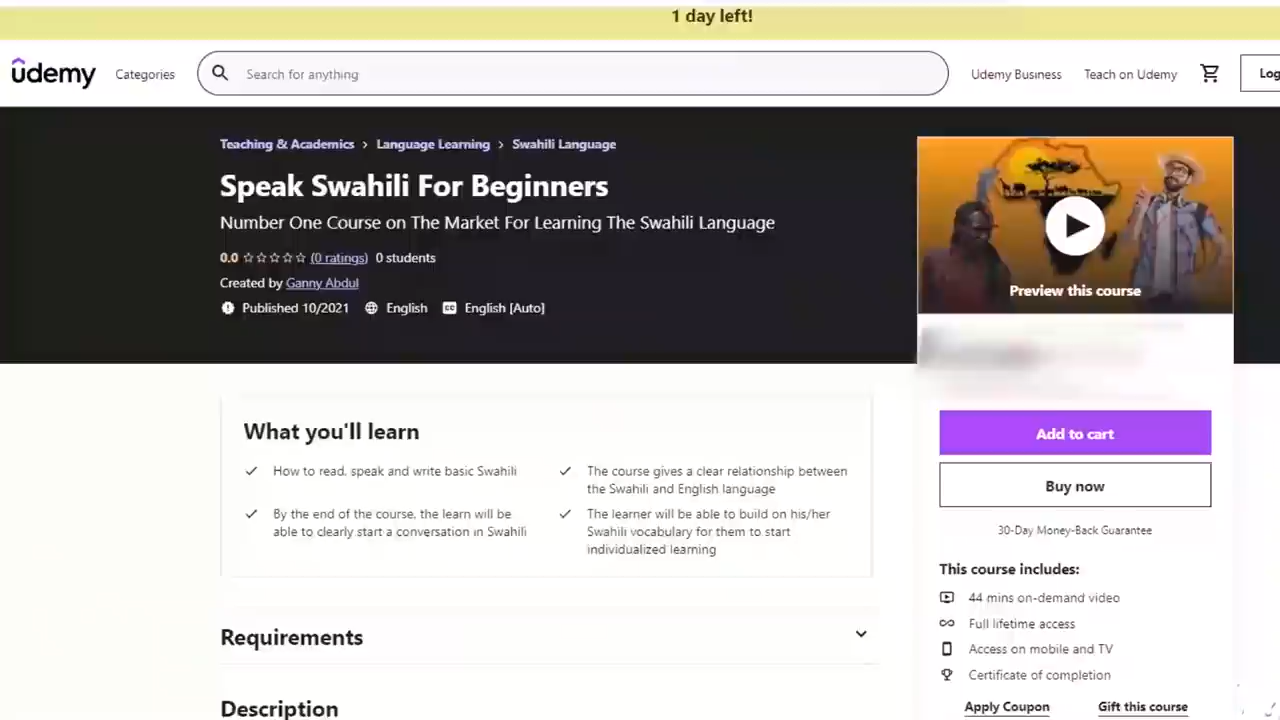 1 day left!
udemy
Categories
Search for anything
Udemy Business
Teach on Udemy
Log
Teaching & Academics > Language Learning > Swahili Language
Speak Swahili For Beginners
Number One Course on The Market For Learning The Swahili Language
0.0 (0 ratings) 0 students
Created by Ganny Abdul
Published 10/2021 English CC English [Auto]
Preview this course
What you'll learn
How to read, speak and write basic Swahili
The course gives a clear relationship between
the Swahili and English language
By the end of the course, the learn will be
able to clearly start a conversation in Swahili
The learner will be able to build on his/her
Swahili vocabulary for them to start
individualized learning
Requirements
Description
Add to cart
Buy now
30-Day Money-Back Guarantee
This course includes:
44 mins on-demand video
Full lifetime access
Access on mobile and TV
Certificate of completion
Apply Coupon
Gift this course